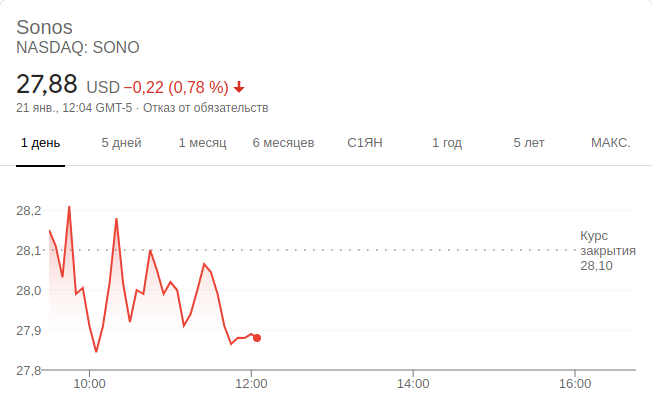 Sonos
NASDAQ: SONO
27,88 USD −0,22 (0,78 %)
21 янв., 12:04 GMT-5 · Отказ от обязательств
1 день 5 дней 1 месяц 6 месяцев С1ЯН 1 год 5 лет МАКС.
28,2
28,1
28,0
27,9
27,8
Курс
закрытия
28,10
10:00 12:00 14:00 16:00